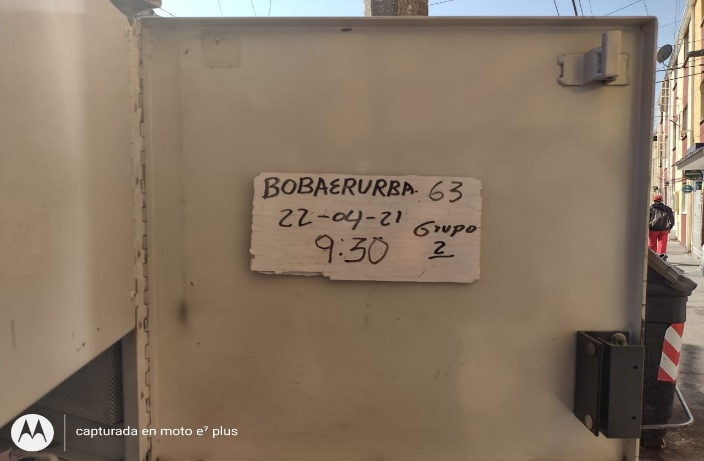 BOBAERURBA. 63
22-04-21
Grupo
9:30 2
capturada en moto e⁷ plus